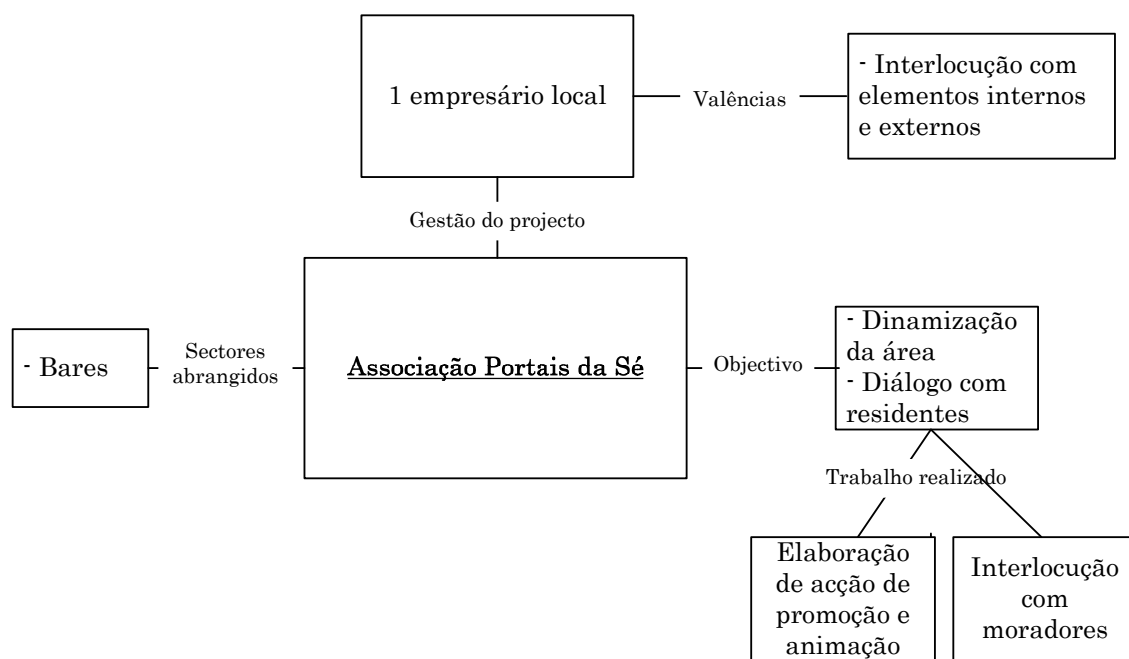 1 empresário local
Valências
- Interlocução com
elementos internos
e externos
Gestão do projecto
- Bares
Sectores
abrangidos
Associação Portais da Sé
Objectivo
- Dinamização
da área
- Diálogo com
residentes
Trabalho realizado
Elaboração
de acção de
promoção e
animação
Interlocução
com
moradores